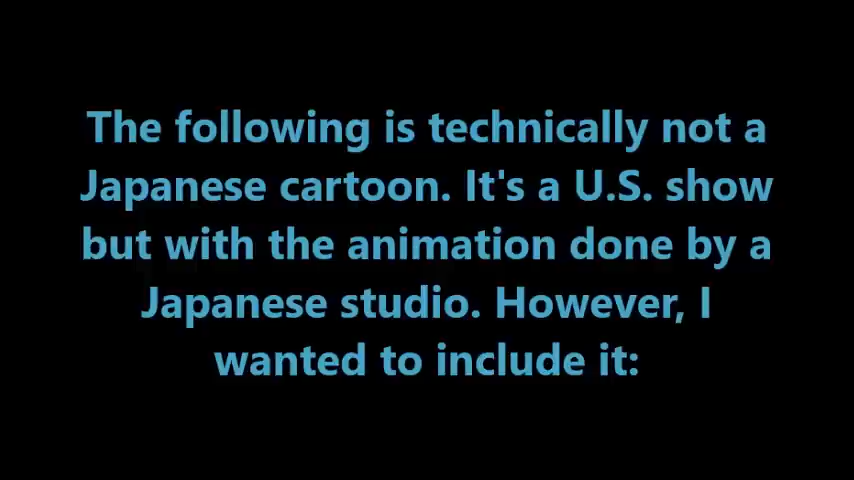 The following is technically not a
Japanese cartoon. It's a U.S. show
but with the animation done by a
Japanese studio. However, I
wanted to include it: